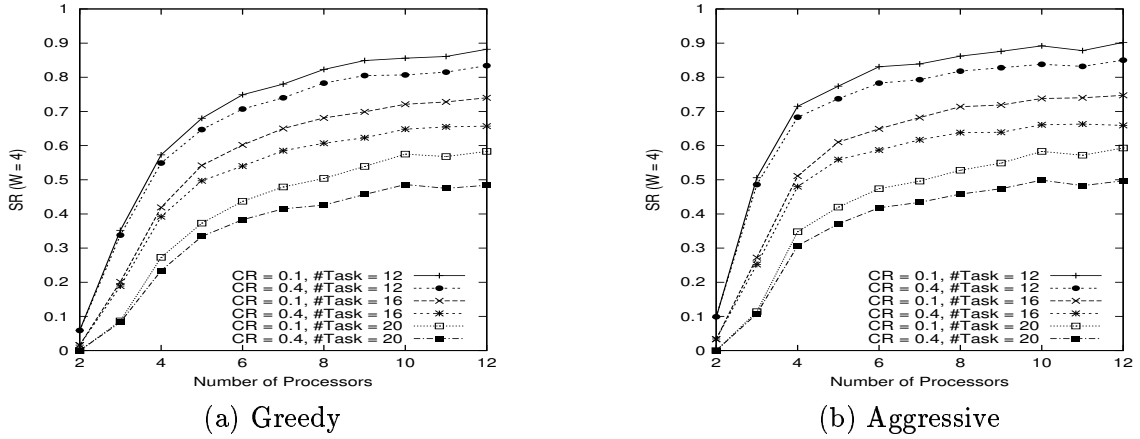 1
0.9
0.8
0.7
0.6
0.5
0.4
0.3
0.2
0.1
0
SR (W = 4)
CR = 0.1, #Task = 12
CR = 0.4, #Task = 12
CR = 0.1, #Task = 16
CR = 0.4, #Task = 16
CR = 0.1, #Task = 20
CR = 0.4, #Task = 20
2 4 6 8 10 12
Number of Processors
(a) Greedy
1
0.9
0.8
0.7
0.6
0.5
0.4
0.3
0.2
0.1
0
SR (W = 4)
CR = 0.1, #Task = 12
CR = 0.4, #Task = 12
CR = 0.1, #Task = 16
CR = 0.4, #Task = 16
CR = 0.1, #Task = 20
CR = 0.4, #Task = 20
2 4 6 8 10 12
Number of Processors
(b) Aggressive